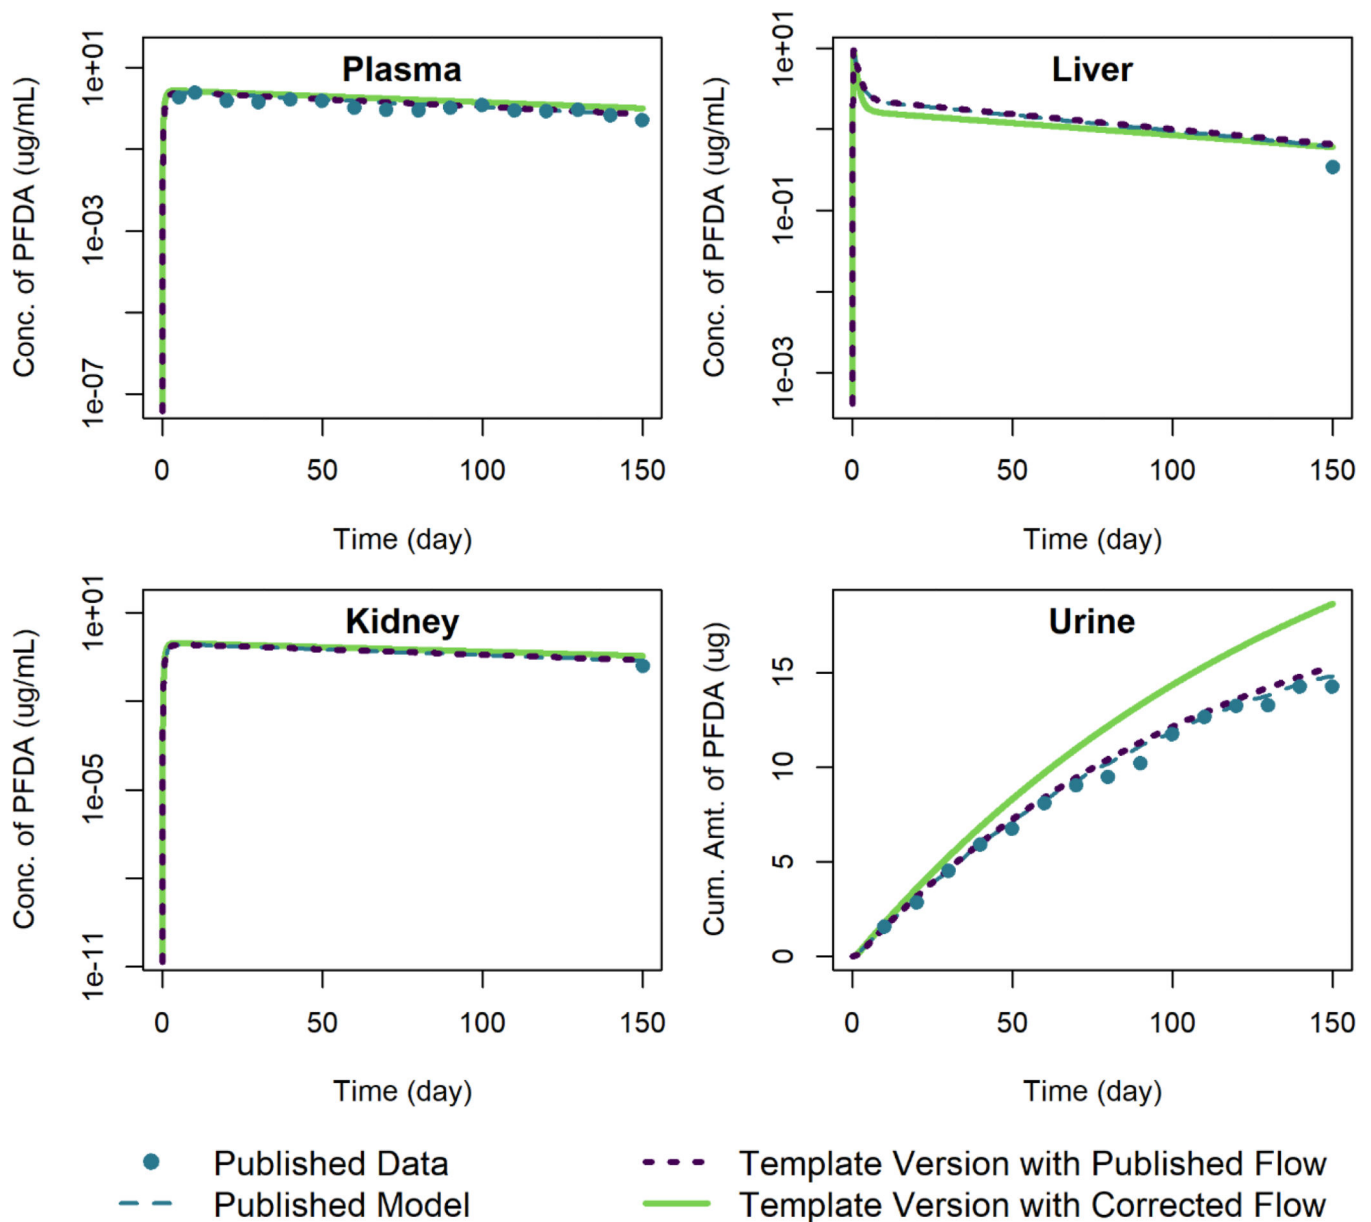 Plasma
Conc. of PFDA (ug/mL)
1e+01
1e-03
1e-07
0 50 100 150
Time (day)
Liver
Conc. of PFDA (ug/mL)
1e+01
1e-01
1e-03
0 50 100 150
Time (day)
Kidney
Conc. of PFDA (ug/mL)
1e+01
1e-05
1e-11
0 50 100 150
Time (day)
Urine
Cum. Amt. of PFDA (ug)
15
10
5
0
0 50 100 150
Time (day)
Published Data
Published Model
Template Version with Published Flow
Template Version with Corrected Flow